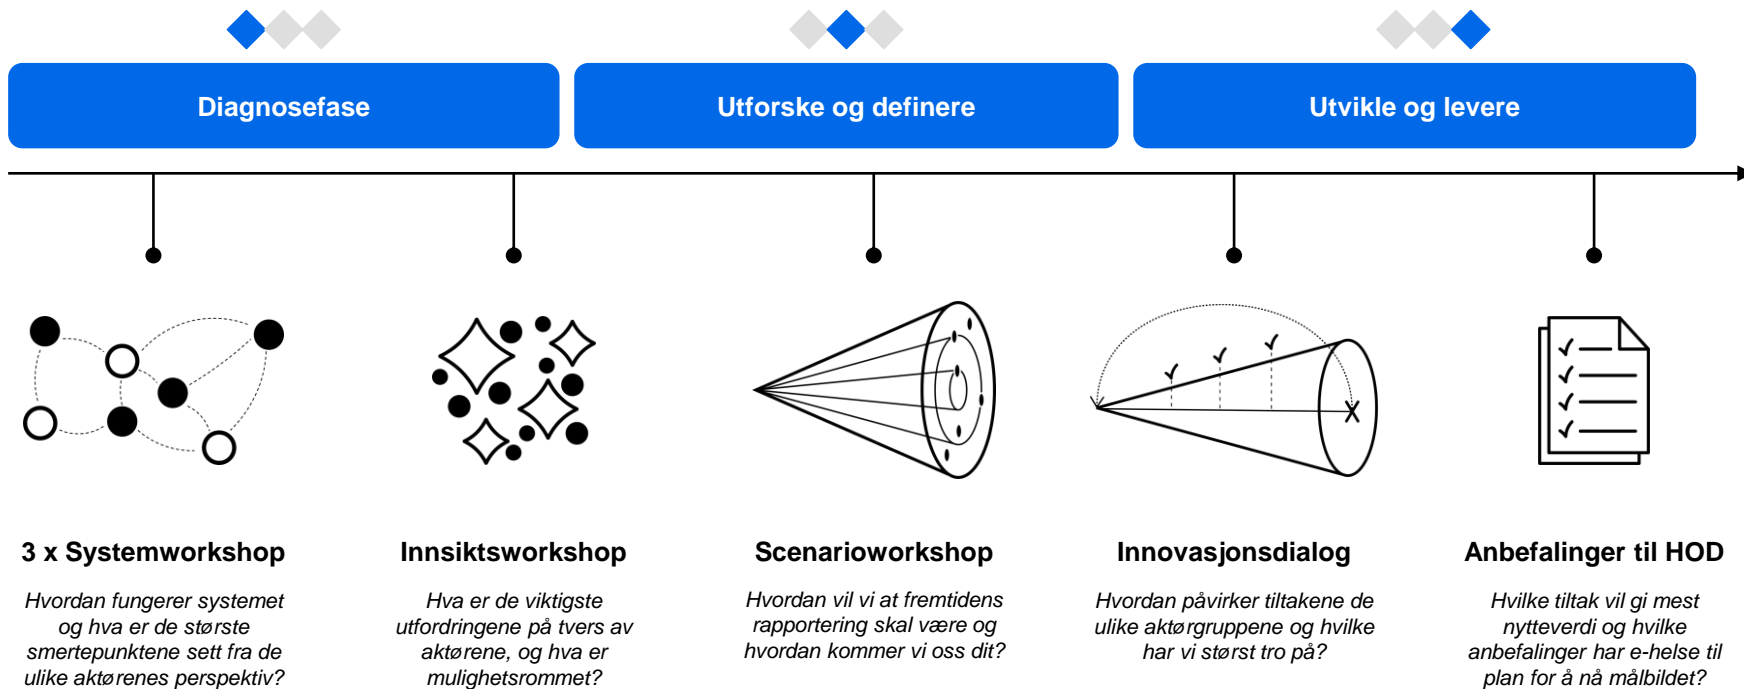 Diagnosefase
Utforske og definere
Utvikle og levere
3 x Systemworkshop
Hvordan fungerer systemet
og hva er de største
smertepunktene sett fra de
ulike aktørenes perspektiv?
Innsiktsworkshop
Hva er de viktigste
utfordringene på tvers av
aktørene, og hva er
mulighetsrommet?
Scenarioworkshop
Hvordan vil vi at fremtidens
rapportering skal være og
hvordan kommer vi oss dit?
Innovasjonsdialog
Hvordan påvirker tiltakene de
ulike aktørgruppene og hvilke
har vi størst tro på?
Anbefalinger til HOD
Hvilke tiltak vil gi mest
nytteverdi og hvilke
anbefalinger har e-helse til
plan for å nå målbildet?